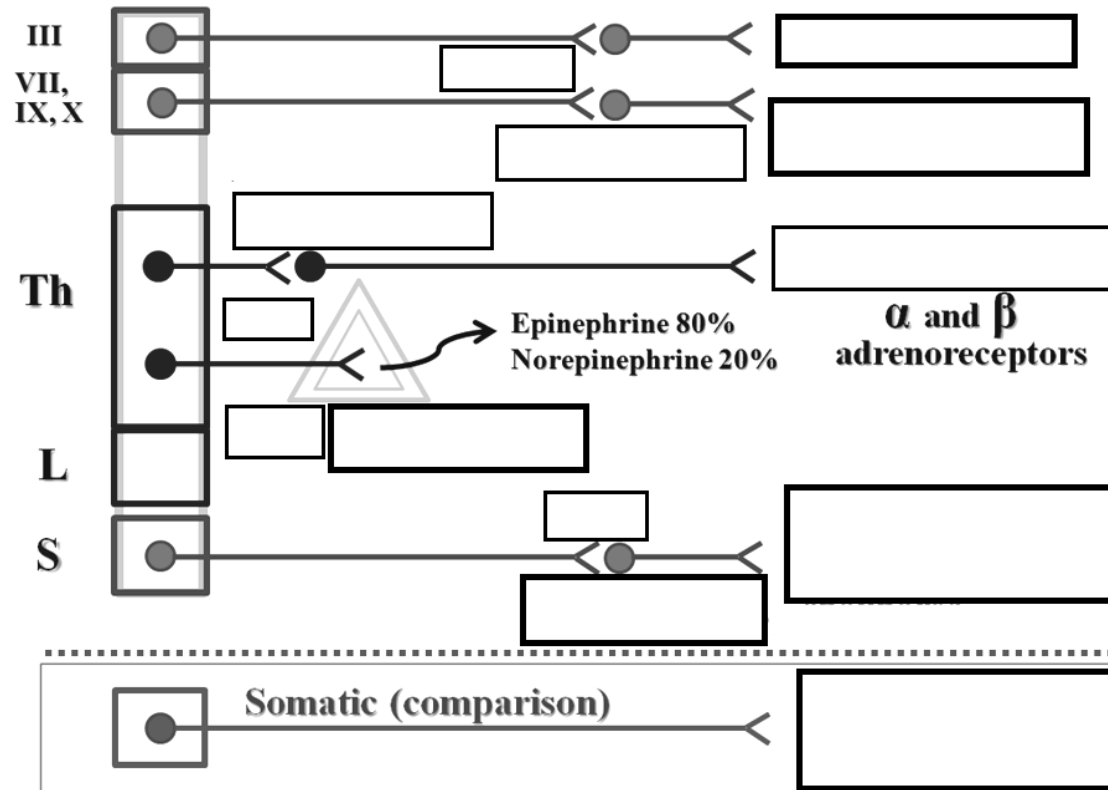 III
VII,
IX, X
Th
Epinephrine 80%
Norepinephrine 20%
α and β
adrenoreceptors
L
S
Somatic (comparison)